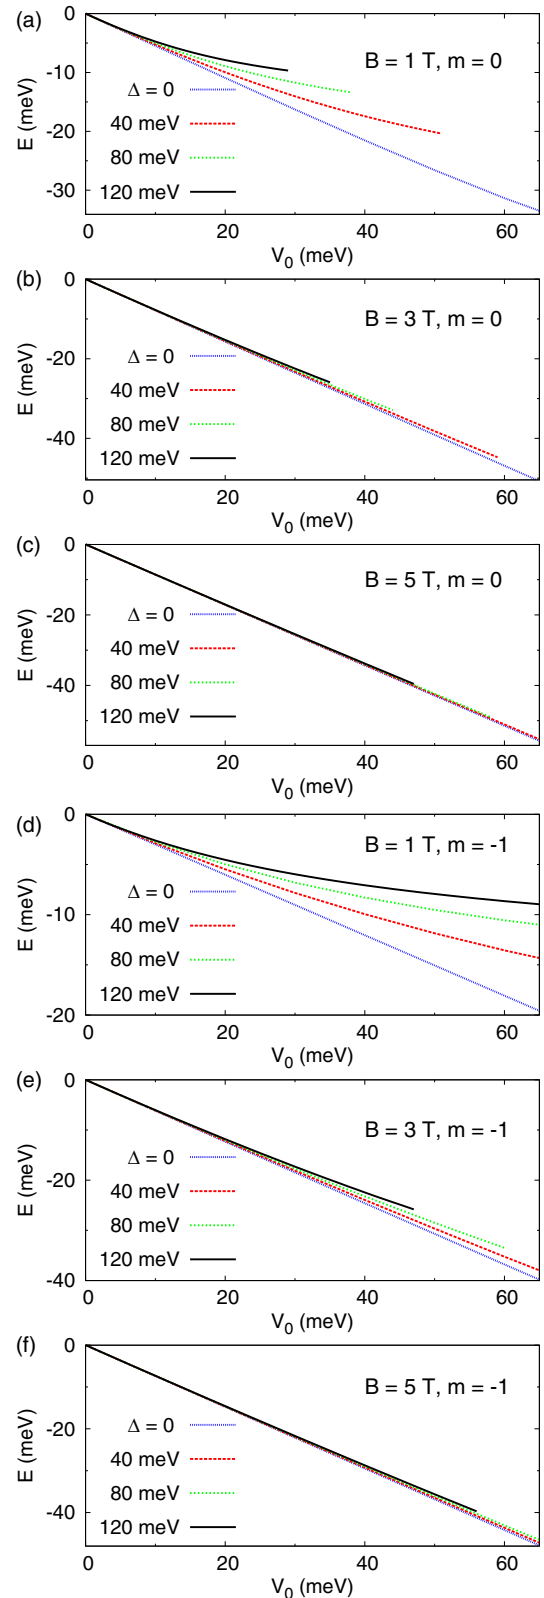 (a)
B = 1 T, m = 0
E (meV)
0
-10
-20
-30
Δ = 0
40 meV
80 meV
120 meV
0 20 40 60
V0 (meV)
(b)
B = 3 T, m = 0
E (meV)
0
-20
-40
Δ = 0
40 meV
80 meV
120 meV
0 20 40 60
V0 (meV)
(c)
B = 5 T, m = 0
E (meV)
0
-20
-40
Δ = 0
40 meV
80 meV
120 meV
0 20 40 60
V0 (meV)
(d)
B = 1 T, m = -1
E (meV)
0
-10
-20
Δ = 0
40 meV
80 meV
120 meV
0 20 40 60
V0 (meV)
(e)
B = 3 T, m = -1
E (meV)
0
-20
-40
Δ = 0
40 meV
80 meV
120 meV
0 20 40 60
V0 (meV)
(f)
B = 5 T, m = -1
E (meV)
0
-20
-40
Δ = 0
40 meV
80 meV
120 meV
0 20 40 60
V0 (meV)